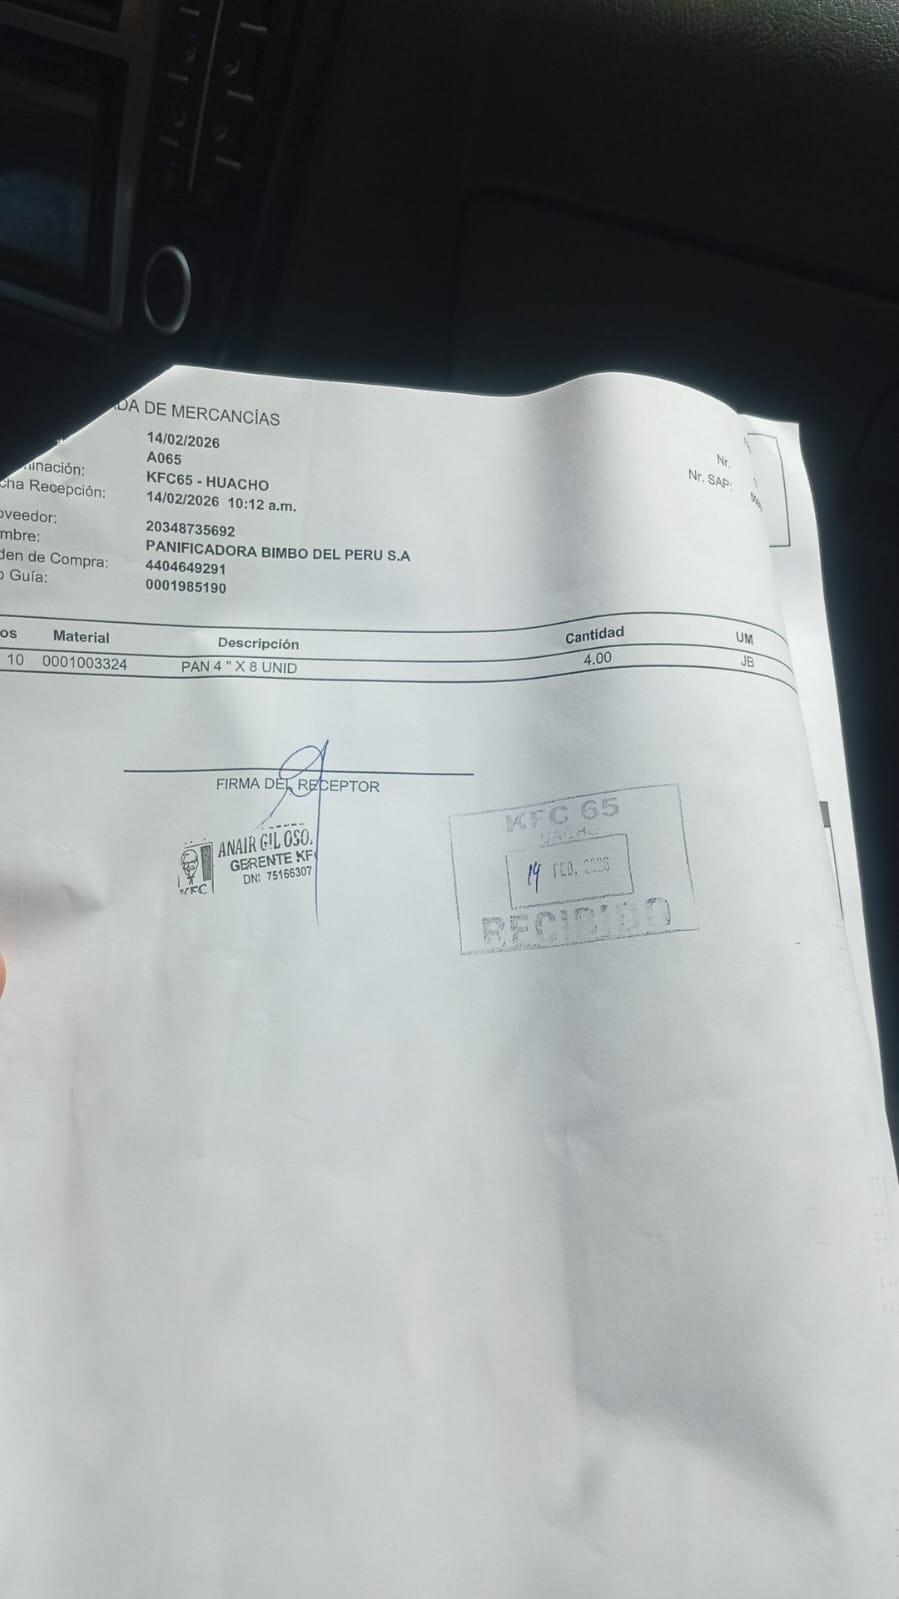 DA DE MERCANCÍAS
14/02/2026
inación: A065
cha Recepción: KFC65 - HUACHO
14/02/2026 10:12 a.m.
Nr.
Nr. SAP:
oveedor: 20348735692
mbre: PANIFICADORA BIMBO DEL PERU S.A
den de Compra: 4404649291
o Guía: 0001985190
os Material Descripción Cantidad UM
10 0001003324 PAN 4 " X 8 UNID 4.00 JB
FIRMA DEL RECEPTOR
ANAIR GIL OSO.
GERENTE KF
DN: 75166307
KFC
KFC 65
UACHO
14 FEB. 2026
RECIBIDO